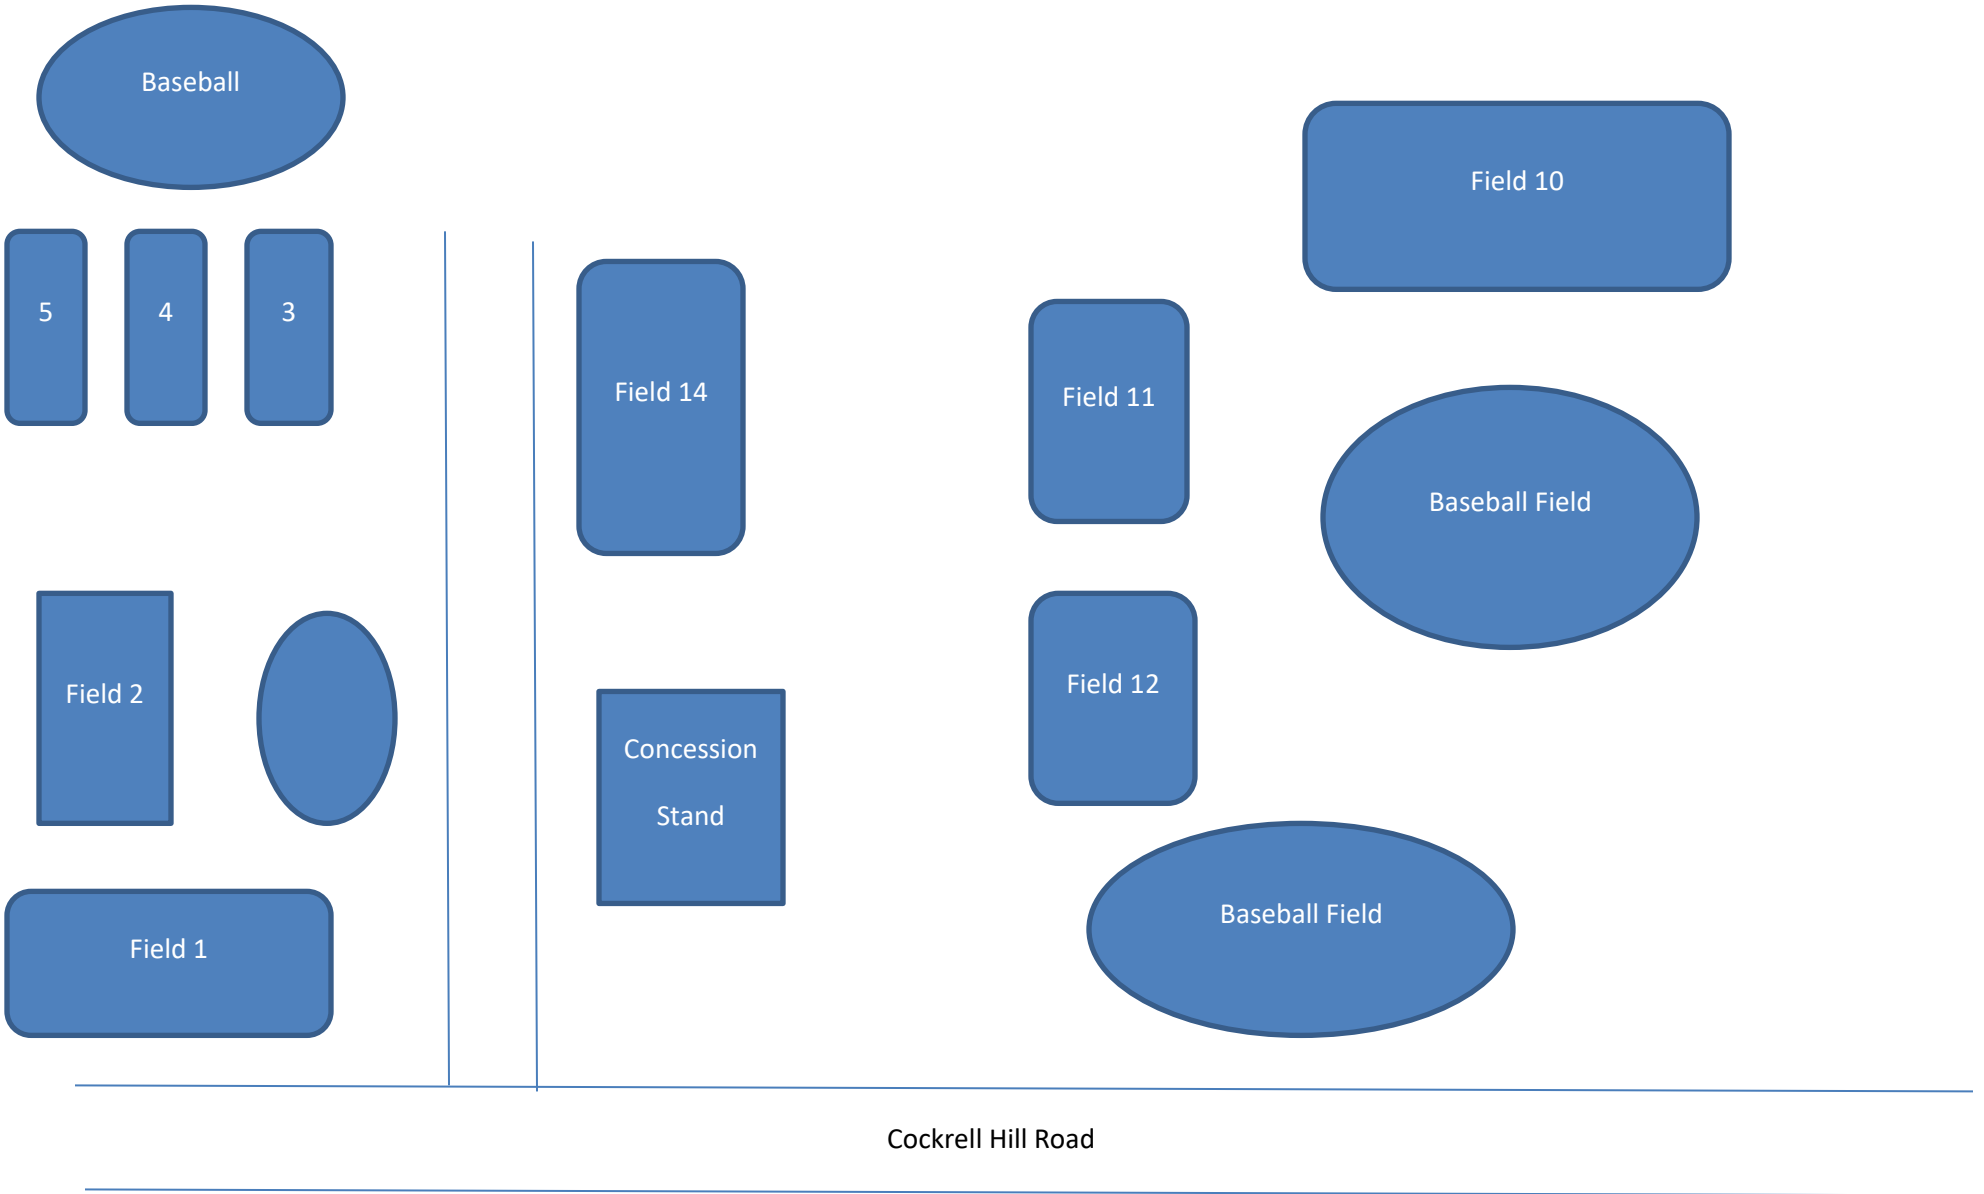 Baseball
Field 10
5
4
3
Field 14
Field 11
Baseball Field
Field 2
Field 12
Concession
Stand
Baseball Field
Field 1
Cockrell Hill Road